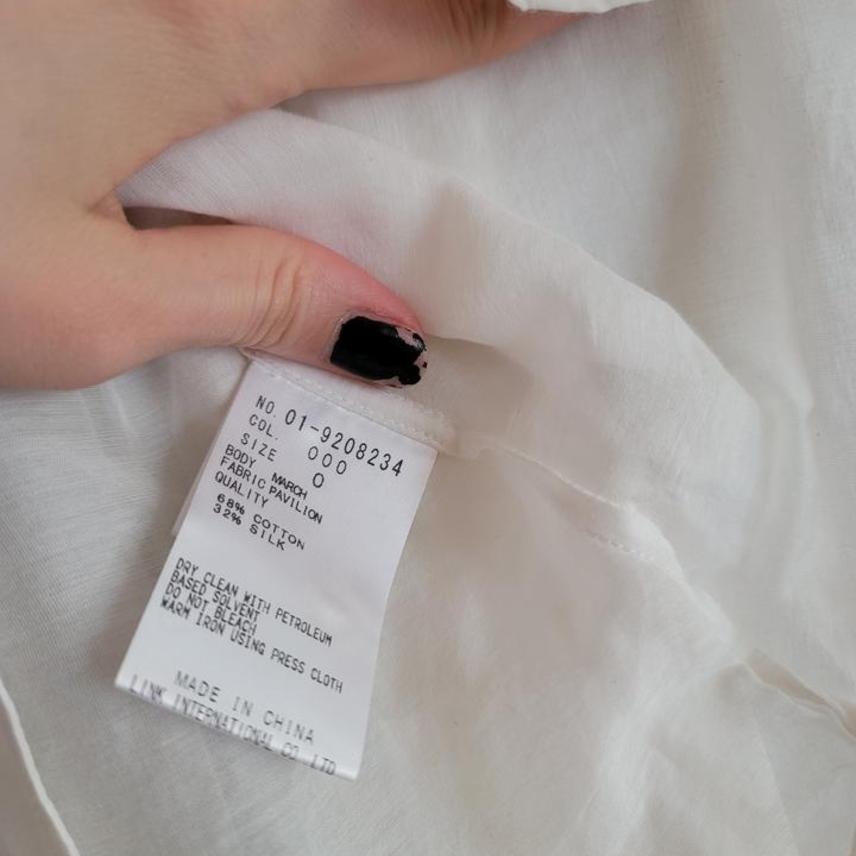 NO. 01-9208234
COL. 000
SIZE O
BODY MARCH
FABRIC PAVILION
QUALITY
68% COTTON
32% SILK
DRY CLEAN WITH PETROLEUM
BASED SOLVENT
DO NOT BLEACH
WARM IRON USING PRESS CLOTH
MADE IN CHINA
LINK INTERNATIONAL CO.,LTD